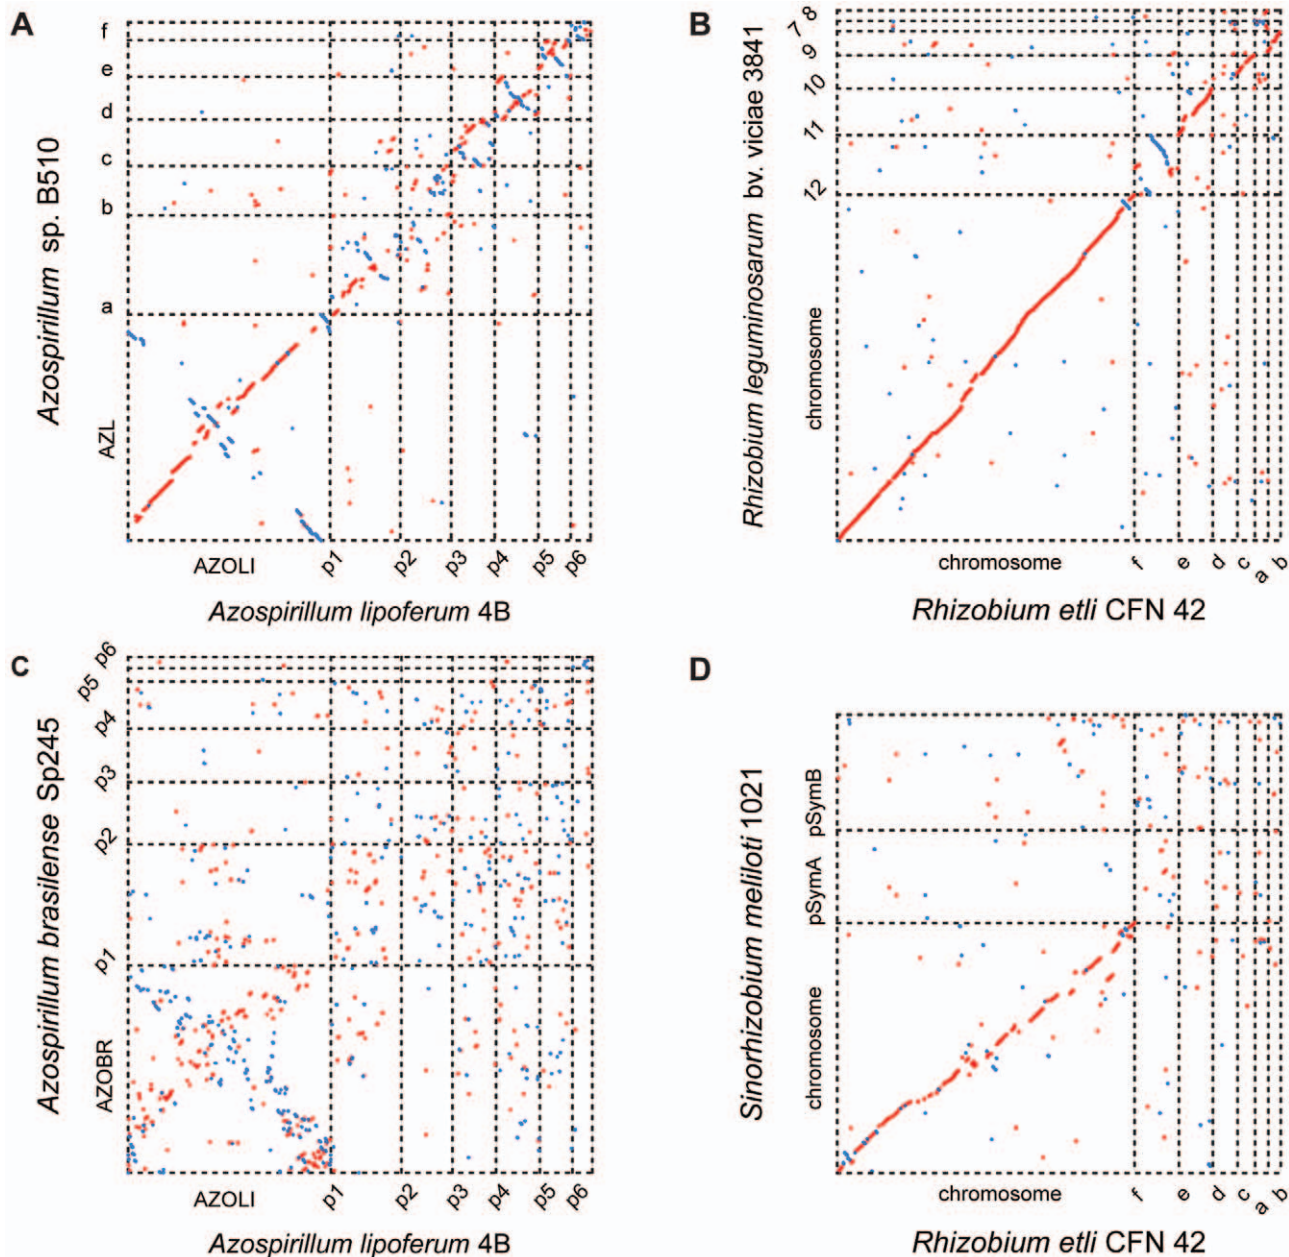 A
Azospirillum sp. B510
f
e
d
c
b
a
AZL
AZOLI
p1
p2
p3
p4
p5
p6
Azospirillum lipoferum 4B
B
Rhizobium leguminosarum bv. viciae 3841
8
7
9
10
11
12
chromosome
chromosome
f
e
d
c
a
b
Rhizobium etli CFN 42
C
Azospirillum brasilense Sp245
p6
p5
p4
p3
p2
p1
AZOBR
AZOLI
p1
p2
p3
p4
p5
p6
Azospirillum lipoferum 4B
D
Sinorhizobium meliloti 1021
pSymB
pSymA
chromosome
chromosome
f
e
d
c
a
b
Rhizobium etli CFN 42